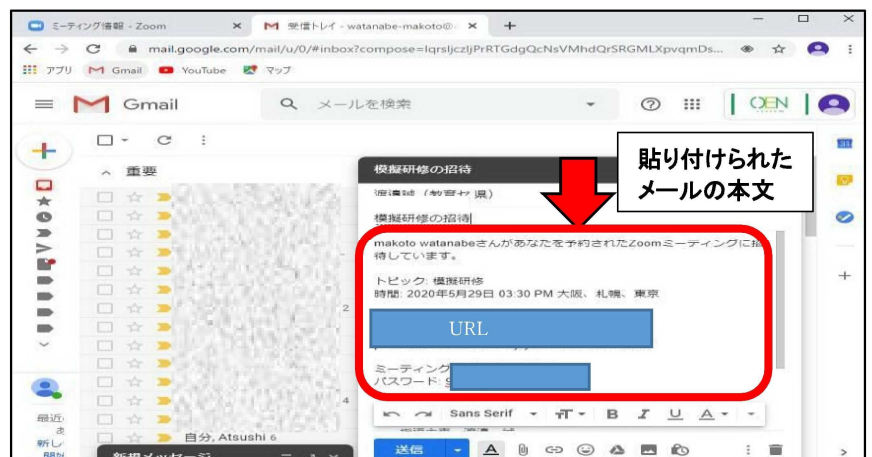 ミーティング情報 - Zoom
受信トレイ - watanabe-makoto@
mail.google.com/mail/u/0/#inbox?compose=lqrsljczljPrRTGdgQcNsVMhdQrSRGMLXpvqmDs...
アプリ Gmail YouTube マップ
Gmail メールを検索 OEN
重要
模擬研修の招待
貼り付けられた
メールの本文
模擬研修の招待
makoto watanabeさんがあなたを予約されたZoomミーティングに招
待しています。
トピック: 模擬研修
時間: 2020年5月29日 03:30 PM 大阪、札幌、東京
URL
ミーティング
パスワード:
2
4
Sans Serif B I U A
自分, Atsushi 6
最近
新し
新規メッセージ
送信 A
31